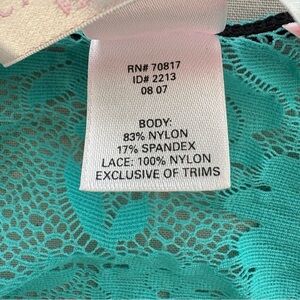 RN# 70817
ID# 2213
08 07
BODY:
83% NYLON
17% SPANDEX
LACE: 100% NYLON
EXCLUSIVE OF TRIMS